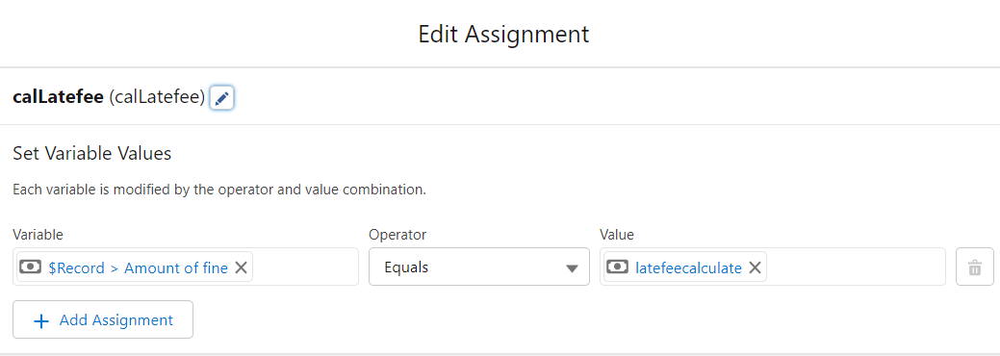 Edit Assignment
calLatefee (calLatefee)
Set Variable Values
Each variable is modified by the operator and value combination.
Variable Operator Value
$Record > Amount of fine Equals latefeecalculate
+ Add Assignment